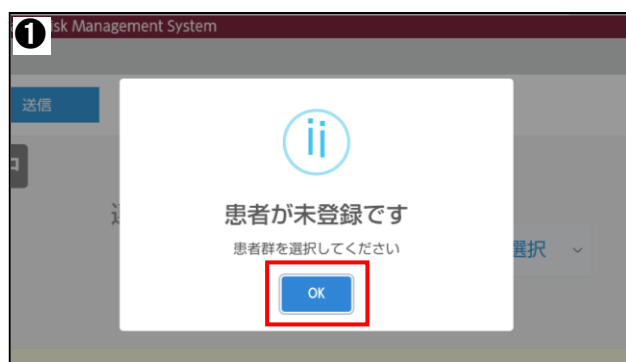 ❶
sk Management System
送信
ii
患者が未登録です
患者群を選択してください
選択
OK